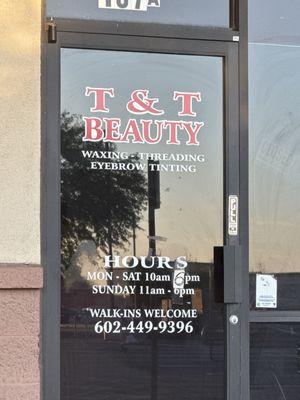 107A
T & T
BEAUTY
WAXING - THREADING
EYEBROW TINTING
HOURS
MON - SAT 10am 6pm
SUNDAY 11am - 6pm
WALK-INS WELCOME
602-449-9396